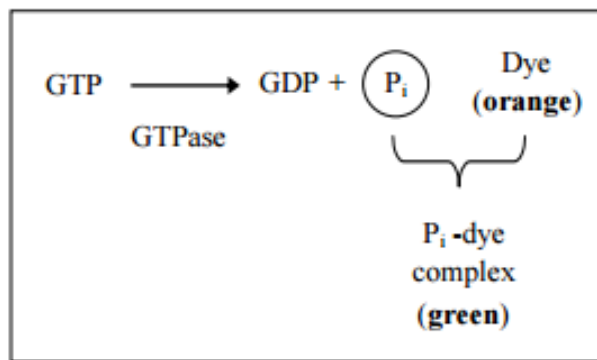 GTP → GDP + Pᵢ
GTPase
Dye
(orange)
Pᵢ -dye
complex
(green)